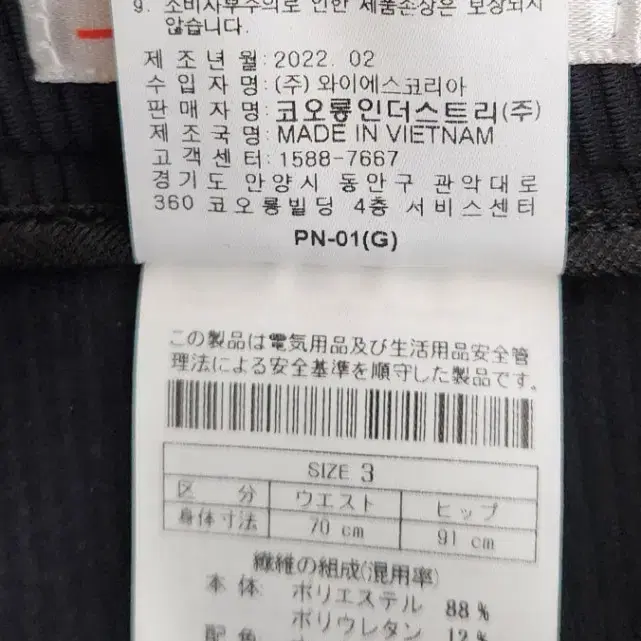 9. 소비사부주의로 인한 제품손상은 보장되지
않습니다.
제조년월: 2022. 02
수입자명: (주) 와이에스코리아
판매자명: 코오롱인더스트리(주)
제조국명: MADE IN VIETNAM
고객센터: 1588-7667
경기도 안양시 동안구 관악대로
360 코오롱빌딩 4층 서비스센터
PN-01(G)
この製品は電気用品及び生活用品安全管
理法による安全基準を順守した製品です。
SIZE 3
区 分 ウエスト ヒップ
身体寸法 70 cm 91 cm
繊維の組成(混用率)
本体: ポリエステル 88 %
ポリウレタン 12 %
配色: